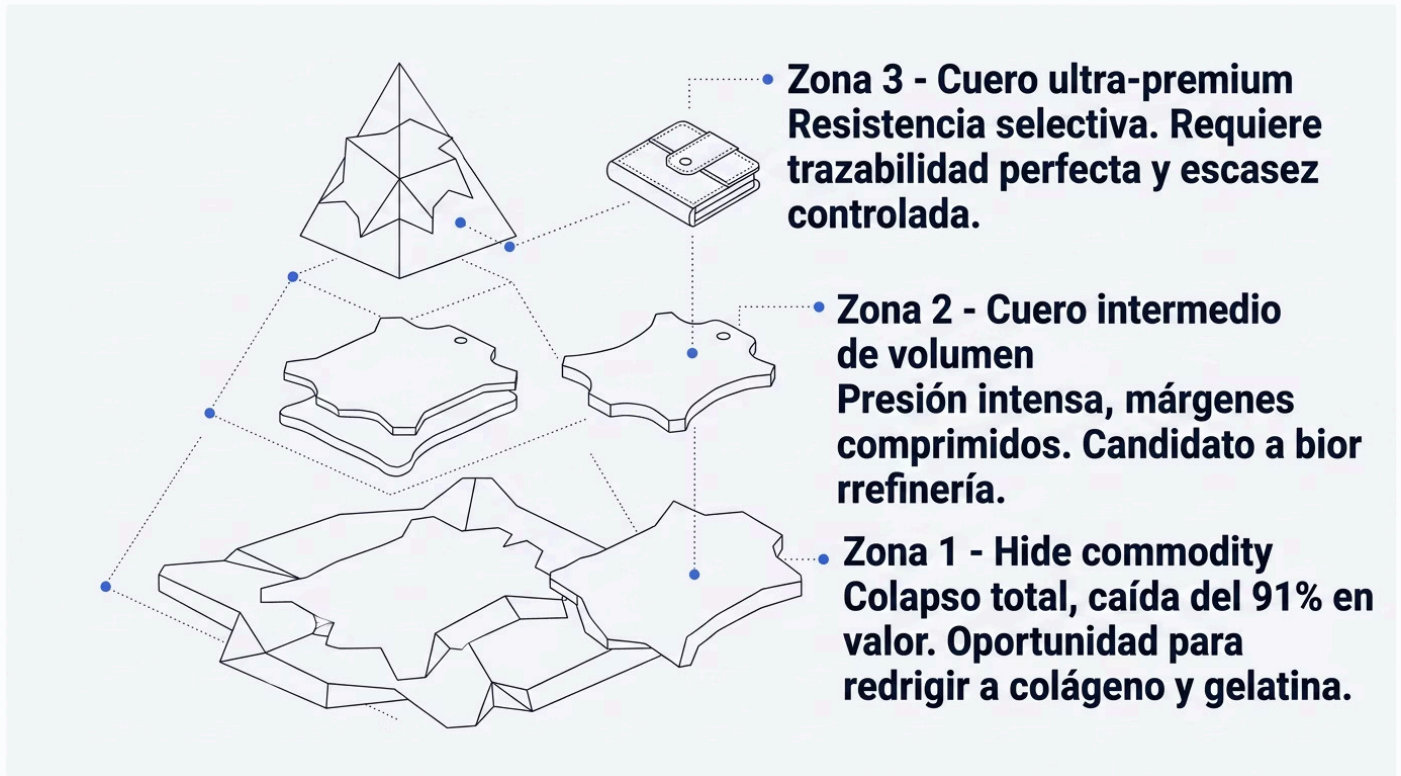 Zona 3 - Cuero ultra-premium
Resistencia selectiva. Requiere
trazabilidad perfecta y escasez
controlada.
Zona 2 - Cuero intermedio
de volumen
Presión intensa, márgenes
comprimidos. Candidato a bior
rrefinería.
Zona 1 - Hide commodity
Colapso total, caída del 91% en
valor. Oportunidad para
redrigir a colágeno y gelatina.